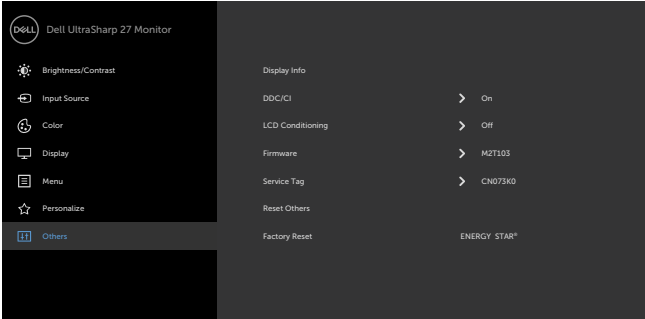 DELL Dell UltraSharp 27 Monitor
Brightness/Contrast
Input Source
Color
Display
Menu
Personalize
Others
Display Info
DDC/CI On
LCD Conditioning Off
Firmware M2T103
Service Tag CN073K0
Reset Others
Factory Reset ENERGY STAR®